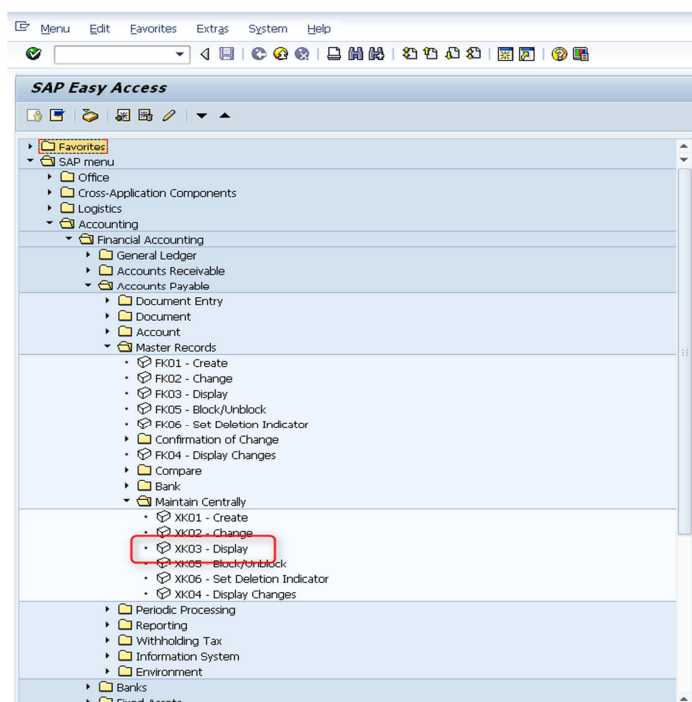 Menu Edit Favorites Extras System Help
SAP Easy Access
Favorites
SAP menu
Office
Cross-Application Components
Logistics
Accounting
Financial Accounting
General Ledger
Accounts Receivable
Accounts Payable
Document Entry
Document
Account
Master Records
FK01 - Create
FK02 - Change
FK03 - Display
FK05 - Block/Unblock
FK06 - Set Deletion Indicator
Confirmation of Change
FK04 - Display Changes
Compare
Bank
Maintain Centrally
XK01 - Create
XK02 - Change
XK03 - Display
XK05 - Block/Unblock
XK06 - Set Deletion Indicator
XK04 - Display Changes
Periodic Processing
Reporting
Withholding Tax
Information System
Environment
Banks
Fixed Assets